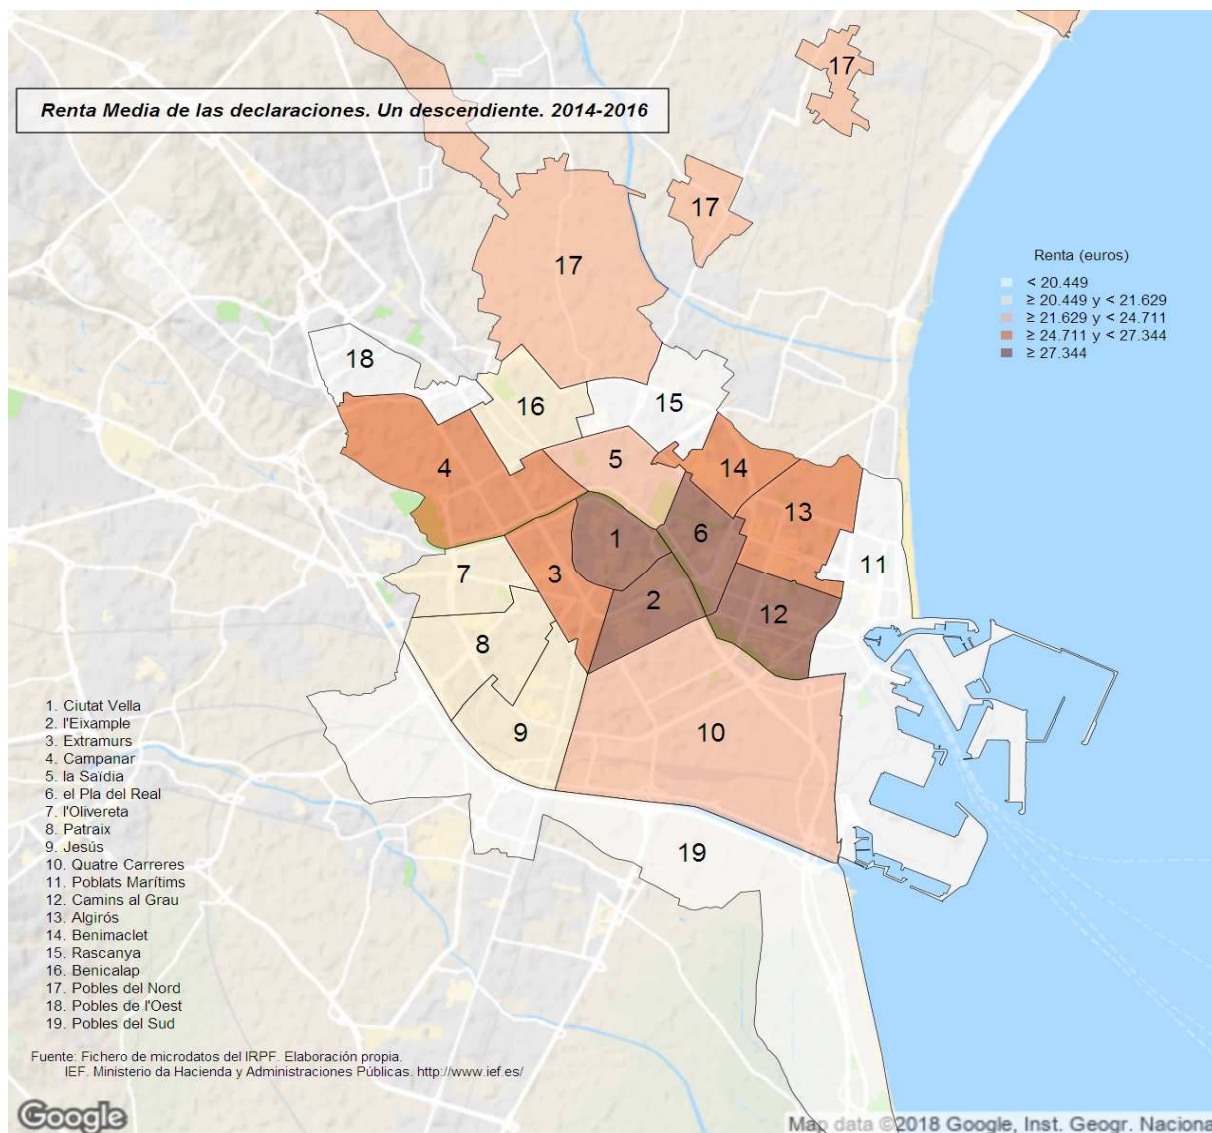 Renta Media de las declaraciones. Un descendiente. 2014-2016
17
17
17
Renta (euros)
< 20.449
≥ 20.449 y < 21.629
≥ 21.629 y < 24.711
≥ 24.711 y < 27.344
≥ 27.344
18
16
15
4
5
14
13
1
6
11
7
3
2
12
8
9
10
19
1. Ciutat Vella
2. l'Eixample
3. Extramurs
4. Campanar
5. la Saïdia
6. el Pla del Real
7. l'Olivereta
8. Patraix
9. Jesús
10. Quatre Carreres
11. Poblats Marítims
12. Camins al Grau
13. Algirós
14. Benimaclet
15. Rascanya
16. Benicalap
17. Pobles del Nord
18. Pobles de l'Oest
19. Pobles del Sud
Fuente: Fichero de microdatos del IRPF. Elaboración propia.
IEF. Ministerio da Hacienda y Administraciones Públicas. http://www.ief.es/
Google
Map data ©2018 Google, Inst. Geogr. Naciona